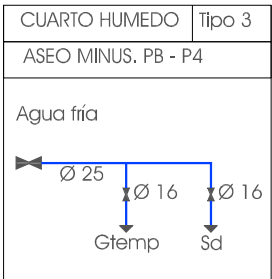 CUARTO HUMEDO Tipo 3
ASEO MINUS. PB - P4
Agua fría
Ø 25
Ø 16 Ø 16
Gtemp Sd